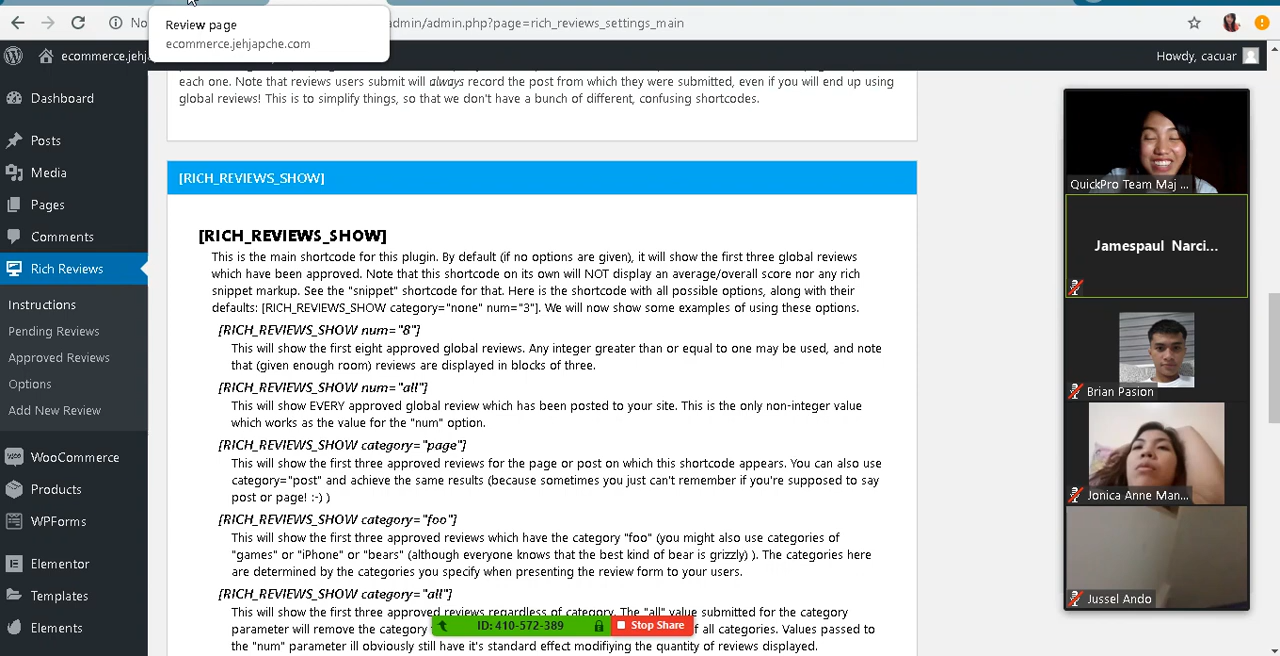 No
admin/admin.php?page=rich_reviews_settings_main
Review page
ecommerce.jehjapche.com
ecommerce.jehj
Howdy, cacuar
Dashboard
Posts
Media
Pages
Comments
Rich Reviews
Instructions
Pending Reviews
Approved Reviews
Options
Add New Review
WooCommerce
Products
WPForms
Elementor
Templates
Elements
each one. Note that reviews users submit will always record the post from which they were submitted, even if you will end up using
global reviews! This is to simplify things, so that we don't have a bunch of different, confusing shortcodes.
[RICH_REVIEWS_SHOW]
[RICH_REVIEWS_SHOW]
This is the main shortcode for this plugin. By default (if no options are given), it will show the first three global reviews
which have been approved. Note that this shortcode on its own will NOT display an average/overall score nor any rich
snippet markup. See the "snippet" shortcode for that. Here is the shortcode with all possible options, along with their
defaults: [RICH_REVIEWS_SHOW category="none" num="3"]. We will now show some examples of using these options.
[RICH_REVIEWS_SHOW num="8"]
This will show the first eight approved global reviews. Any integer greater than or equal to one may be used, and note
that (given enough room) reviews are displayed in blocks of three.
[RICH_REVIEWS_SHOW num="all"]
This will show EVERY approved global review which has been posted to your site. This is the only non-integer value
which works as the value for the "num" option.
[RICH_REVIEWS_SHOW category="page"]
This will show the first three approved reviews for the page or post on which this shortcode appears. You can also use
category="post" and achieve the same results (because sometimes you just can't remember if you're supposed to say
post or page! :-) )
[RICH_REVIEWS_SHOW category="foo"]
This will show the first three approved reviews which have the category "foo" (you might also use categories of
"games" or "iPhone" or "bears" (although everyone knows that the best kind of bear is grizzly) ). The categories here
are determined by the categories you specify when presenting the review form to your users.
[RICH_REVIEWS_SHOW category="all"]
This will show the first three approved reviews regardless of category. The "all" value submitted for the category
parameter will remove the category of all categories. Values passed to
the "num" parameter ill obviously still have it's standard effect modifiying the quantity of reviews displayed.
ID: 410-572-389
Stop Share
QuickPro Team Maj ...
Jamespaul Narci...
Brian Pasion
Jonica Anne Man...
Jussel Ando